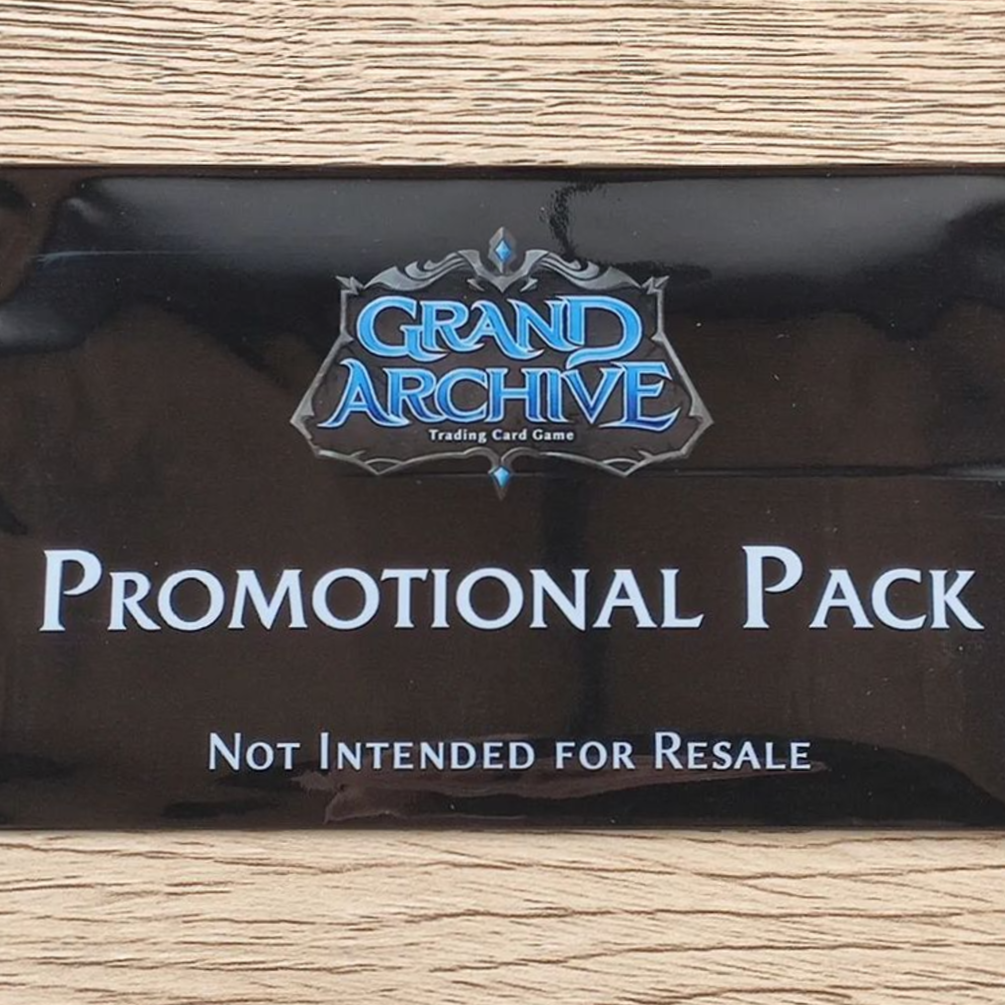 GRAND
ARCHIVE
Trading Card Game
PROMOTIONAL PACK
NOT INTENDED FOR RESALE